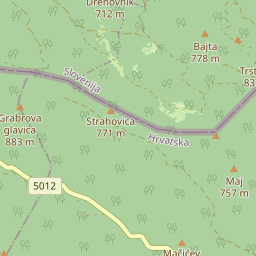 Drenovnik
712 m
Bajta
778 m
Slovenija
Grabrova
glavica
883 m
Strahovica
771 m
Hrvatska
Maj
757 m
5012